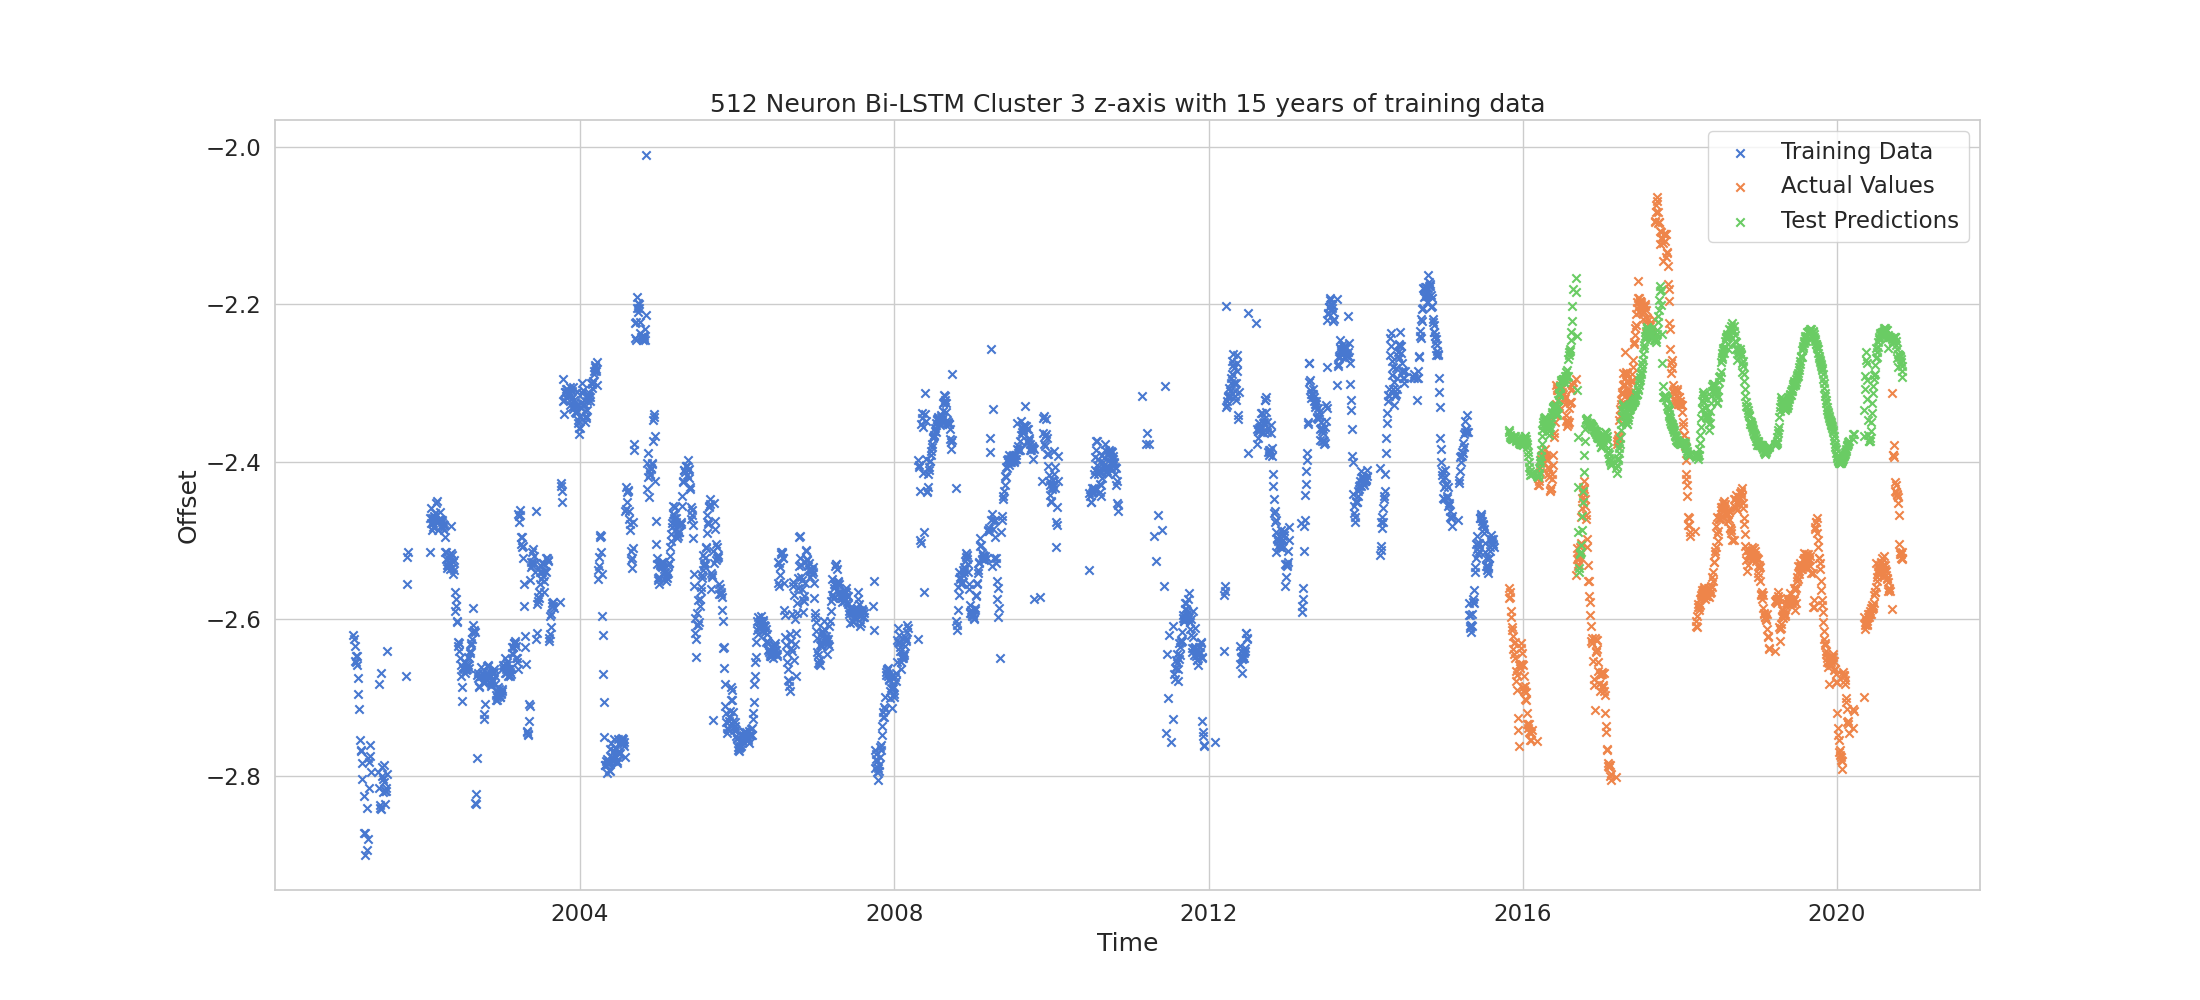 512 Neuron Bi-LSTM Cluster 3 z-axis with 15 years of training data
Training Data
Actual Values
Test Predictions
−2.0
−2.2
−2.4
−2.6
−2.8
Offset
2004
2008
2012
2016
2020
Time